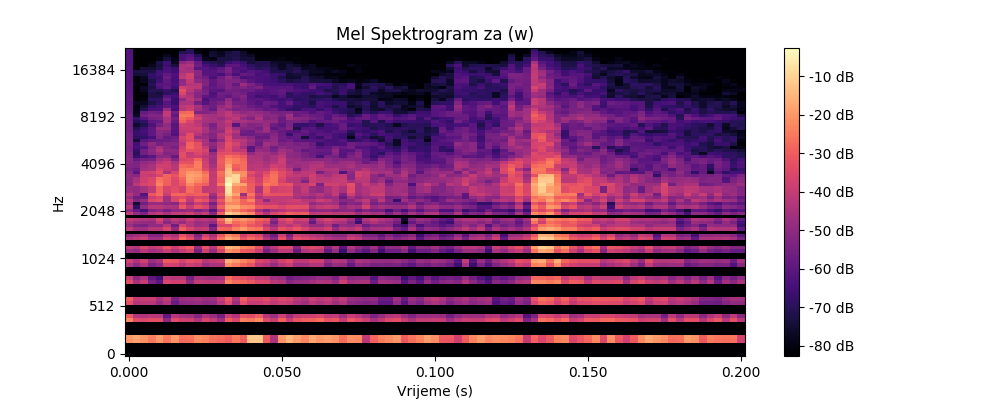 Mel Spektrogram za (w)
Hz
16384
8192
4096
2048
1024
512
0
0.000 0.050 0.100 0.150 0.200
Vrijeme (s)
-10 dB
-20 dB
-30 dB
-40 dB
-50 dB
-60 dB
-70 dB
-80 dB